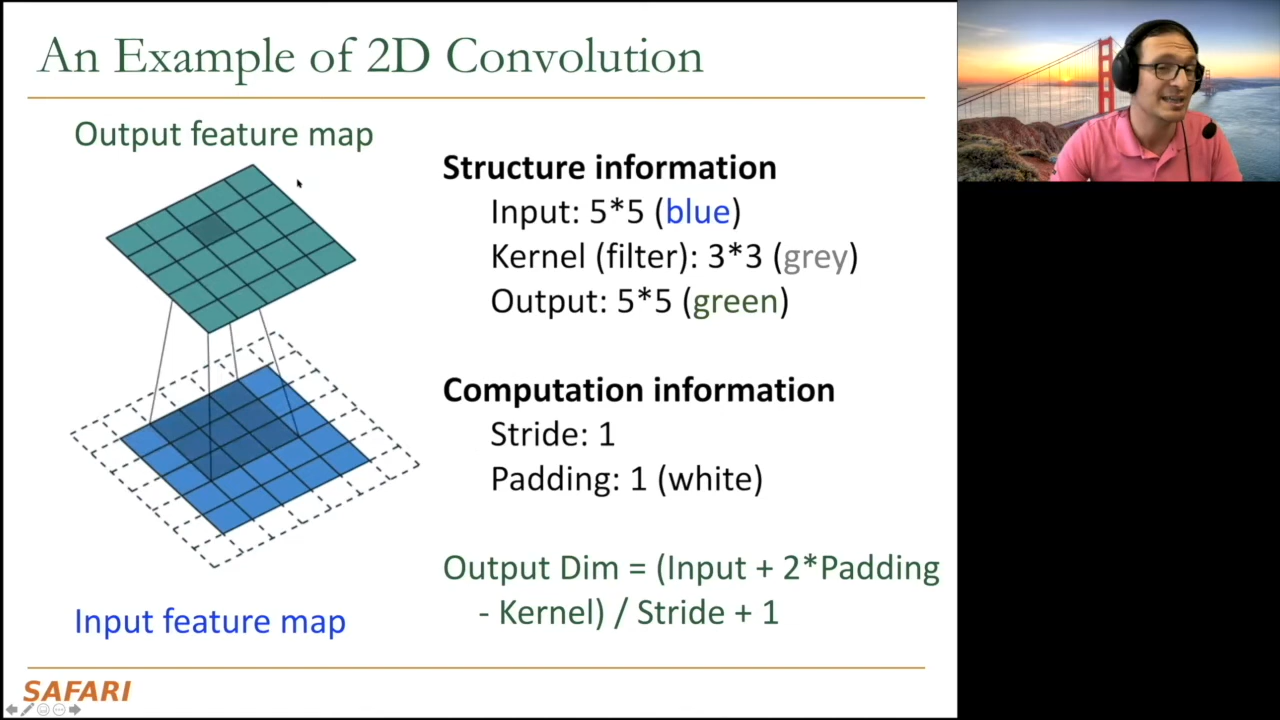 An Example of 2D Convolution
Output feature map
Structure information
Input: 5*5 (blue)
Kernel (filter): 3*3 (grey)
Output: 5*5 (green)
Computation information
Stride: 1
Padding: 1 (white)
Output Dim = (Input + 2*Padding
- Kernel) / Stride + 1
Input feature map
SAFARI